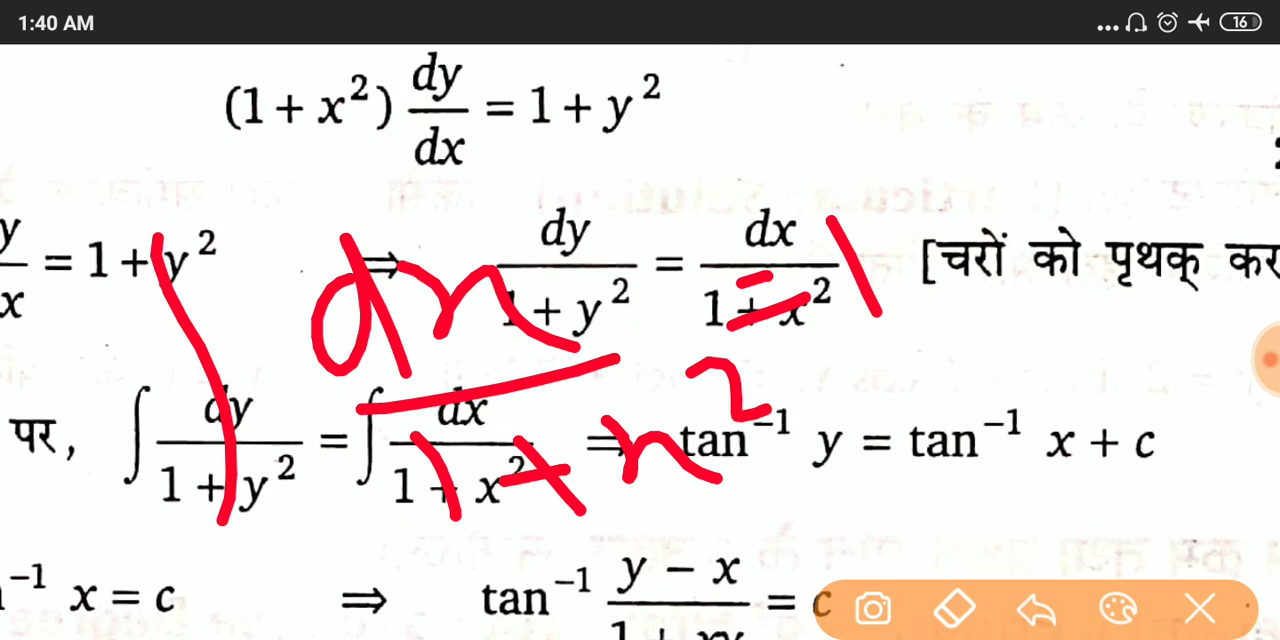 1:40 AM 16
(1 + x²) dy/dx = 1 + y²
y/x = 1 + y² ⇒ dy/(1 + y²) = dx/(1 + x²) [चरों को पृथक् कर
पर, ∫ dy/(1 + y²) = ∫ dx/(1 + x²) ⇒ tan⁻¹ y = tan⁻¹ x + c
∫ dx/(1 + x²) = 1
⁻¹ x = c ⇒ tan⁻¹ (y − x)/(1 + xy) = c